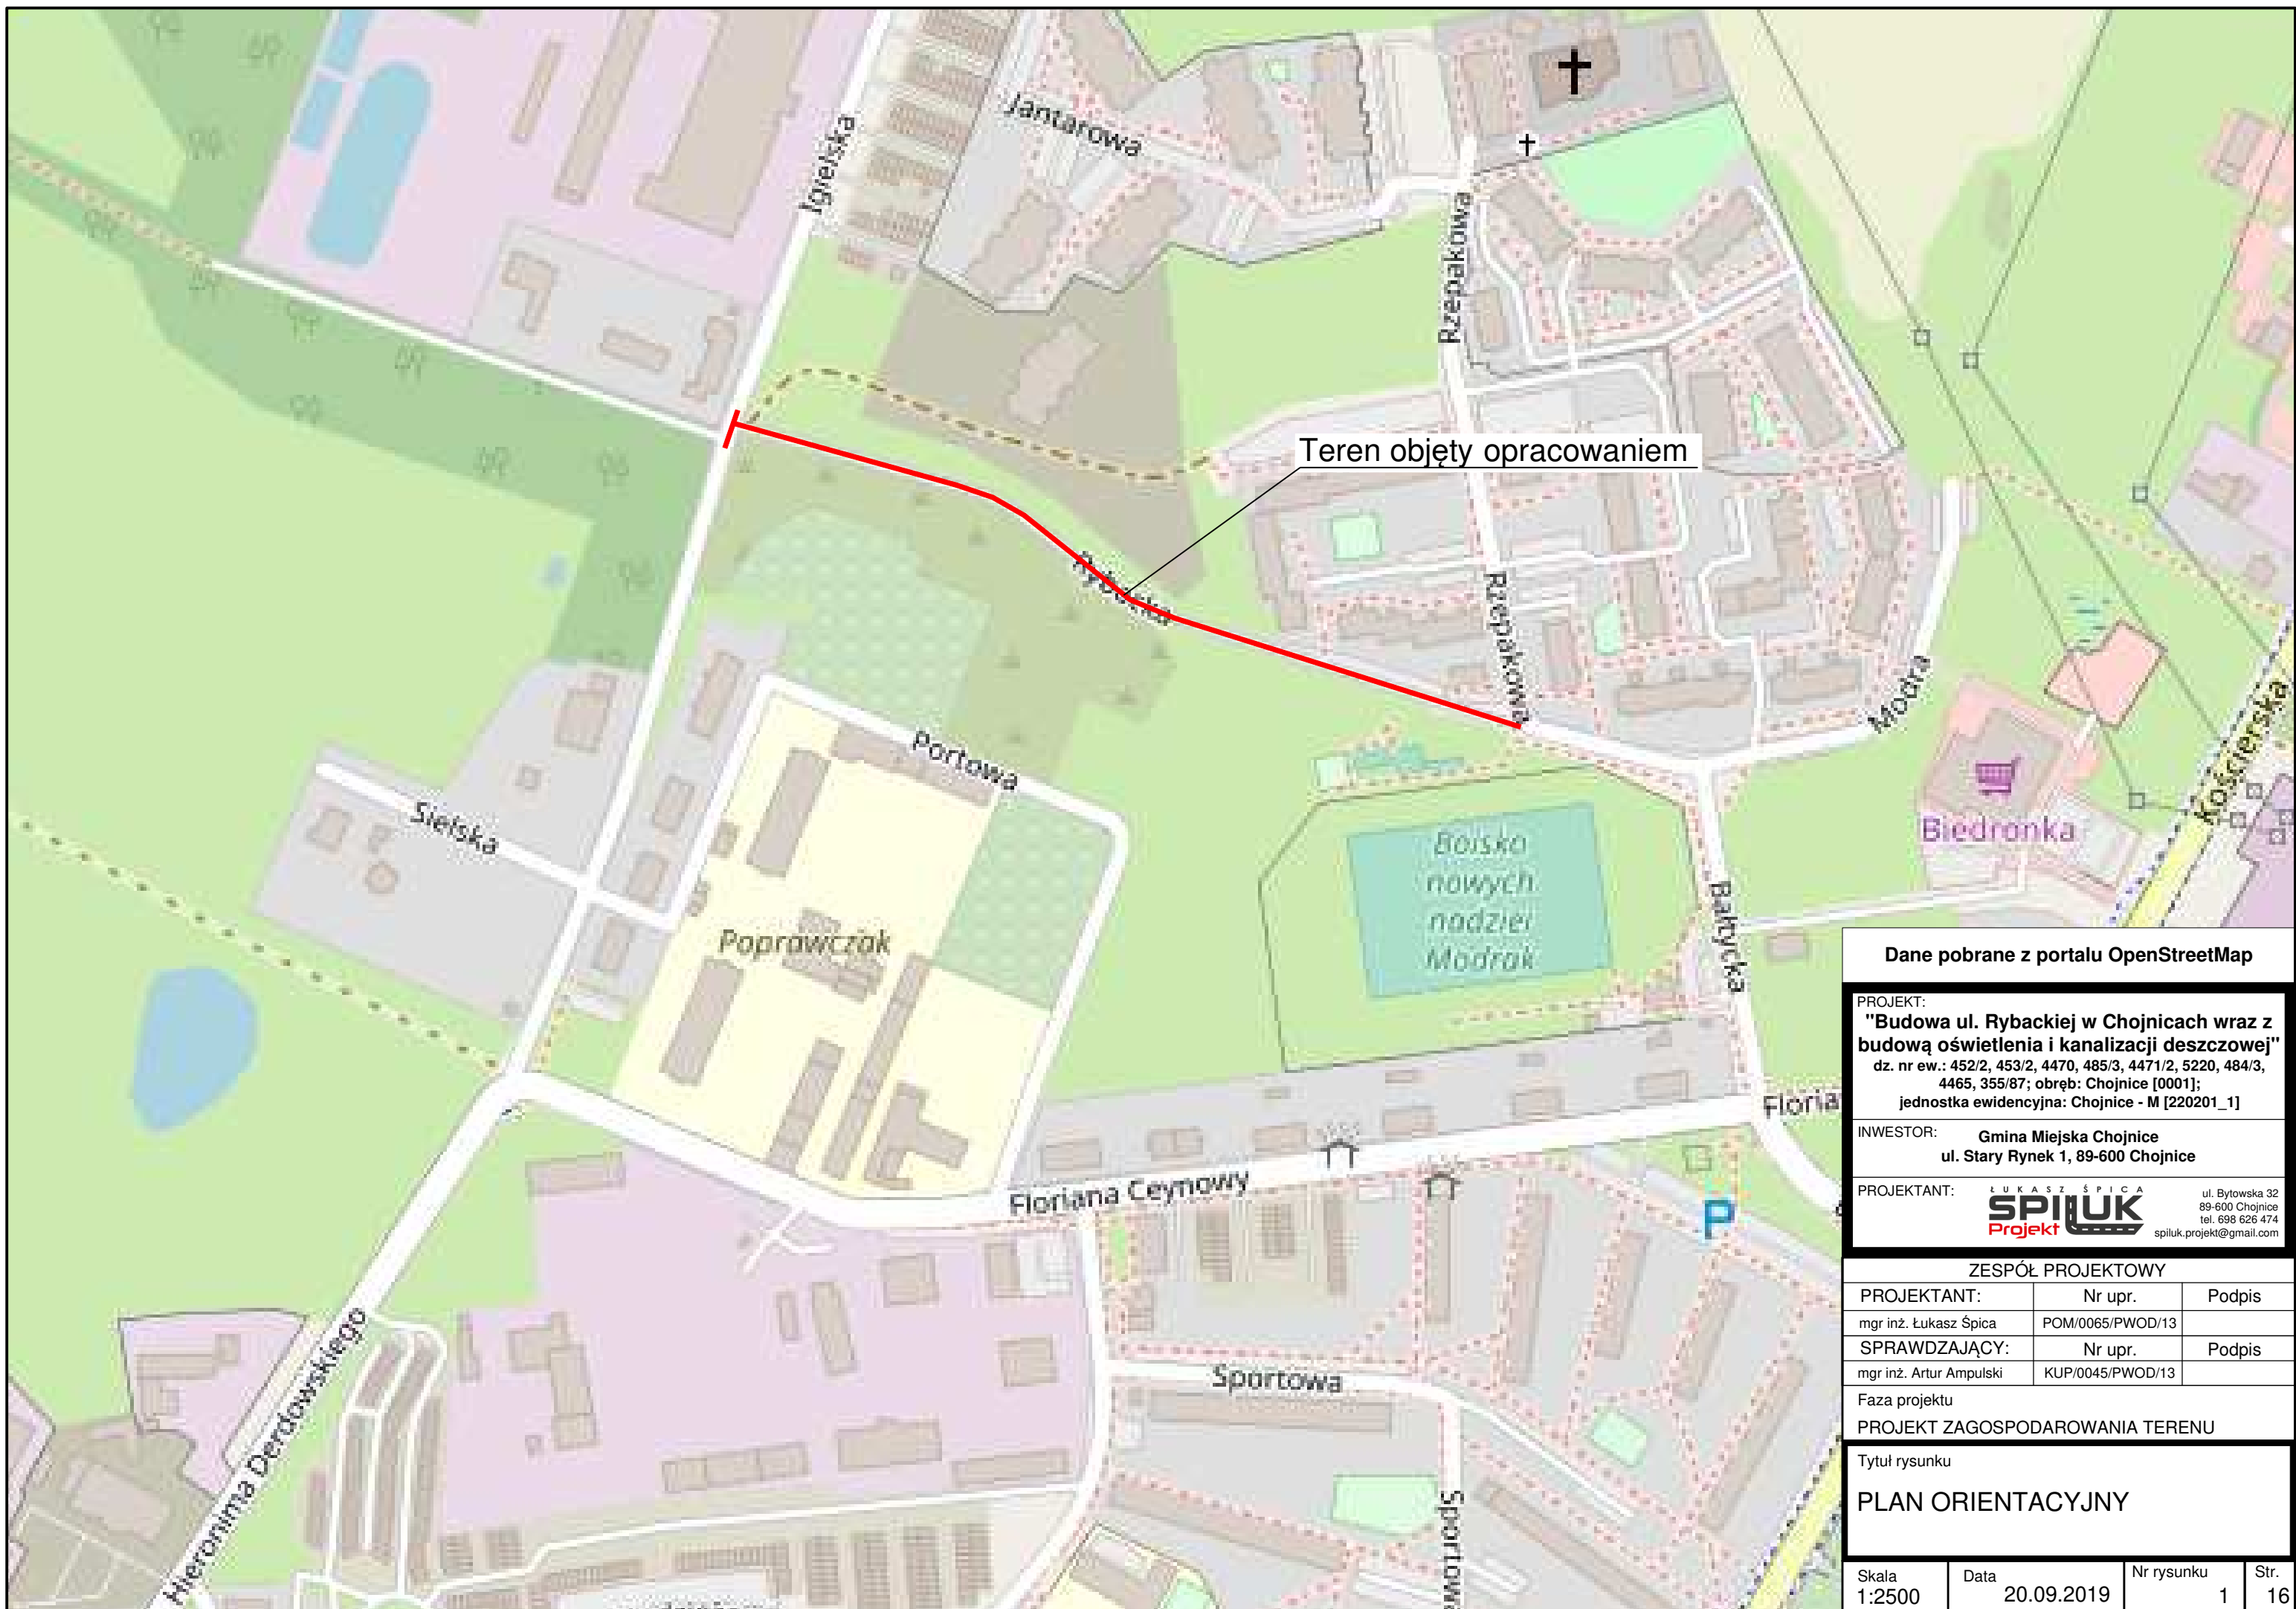 Jantarowa
Igielska
Rzepakowa
Teren objęty opracowaniem
Rybacka
Rzepakowa
Modra
Kościerska
Portowa
Sielska
Biedronka
Boisko
nowych
nadziei
Modrak
Bałtycka
Poprawczak
Floriana Ceynowy
Floria
P
Hieronima Derdowskiego
Sportowa
Sportowa
Dane pobrane z portalu OpenStreetMap
PROJEKT:
"Budowa ul. Rybackiej w Chojnicach wraz z
budową oświetlenia i kanalizacji deszczowej"
dz. nr ew.: 452/2, 453/2, 4470, 485/3, 4471/2, 5220, 484/3,
4465, 355/87; obręb: Chojnice [0001];
jednostka ewidencyjna: Chojnice - M [220201_1]
INWESTOR: Gmina Miejska Chojnice
ul. Stary Rynek 1, 89-600 Chojnice
PROJEKTANT:
ŁUKASZ ŚPICA
SPILUK
Projekt
ul. Bytowska 32
89-600 Chojnice
tel. 698 626 474
spiluk.projekt@gmail.com
ZESPÓŁ PROJEKTOWY
PROJEKTANT: Nr upr. Podpis
mgr inż. Łukasz Śpica POM/0065/PWOD/13
SPRAWDZAJĄCY: Nr upr. Podpis
mgr inż. Artur Ampulski KUP/0045/PWOD/13
Faza projektu
PROJEKT ZAGOSPODAROWANIA TERENU
Tytuł rysunku
PLAN ORIENTACYJNY
Skala Data Nr rysunku Str.
1:2500 20.09.2019 1 16